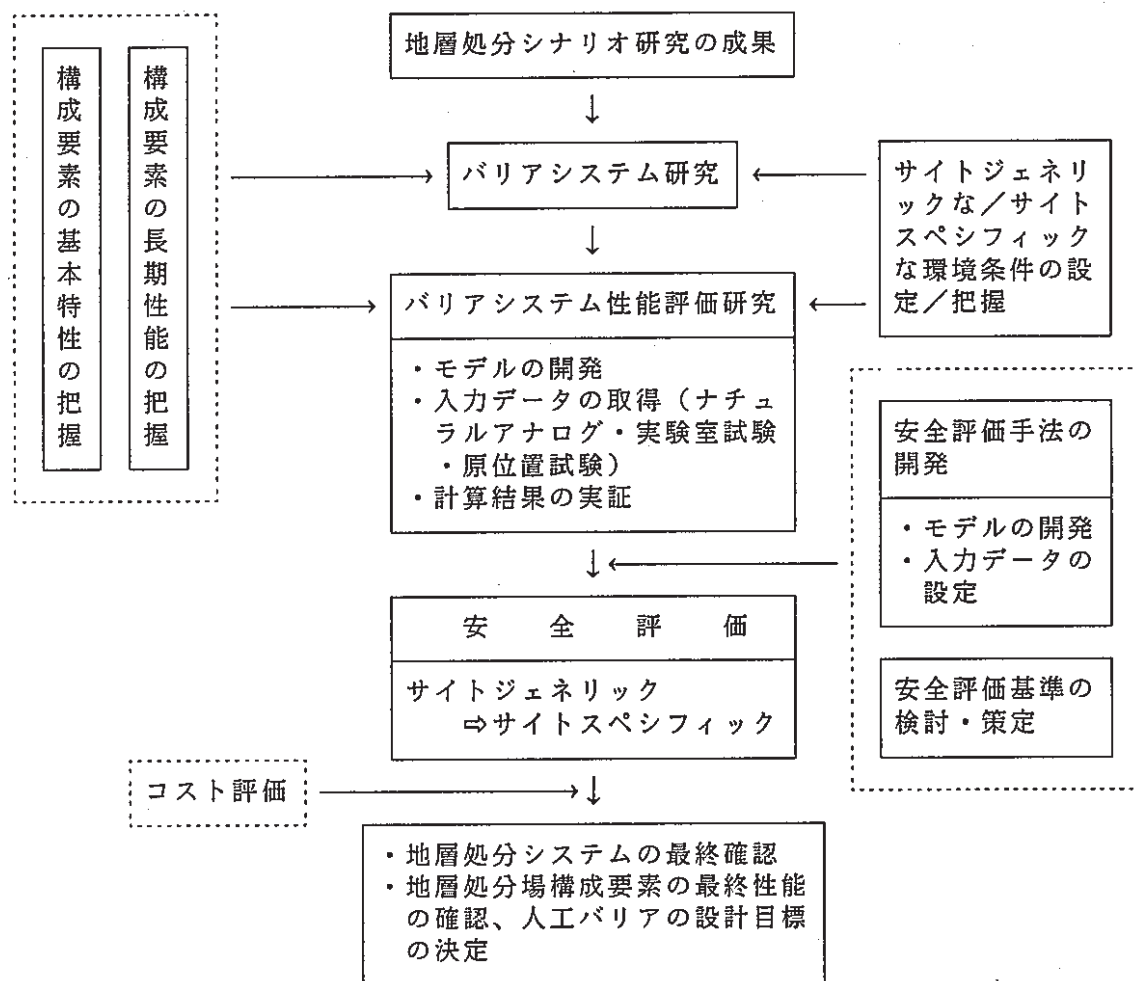 地層処分シナリオ研究の成果
↓
構成要素の基本特性の把握
構成要素の長期性能の把握
バリアシステム研究
サイトジェネリ
ックな／サイト
スペシフィック
な環境条件の設
定／把握
↓
バリアシステム性能評価研究
・モデルの開発
・入力データの取得（ナチュ
ラルアナログ・実験室試験
・原位置試験）
・計算結果の実証
安全評価手法の
開発
・モデルの開発
・入力データの
設定
安全評価基準の
検討・策定
↓
安全評価
サイトジェネリック
⇨サイトスペシフィック
コスト評価
↓
・地層処分システムの最終確認
・地層処分場構成要素の最終性能
の確認、人工バリアの設計目標
の決定